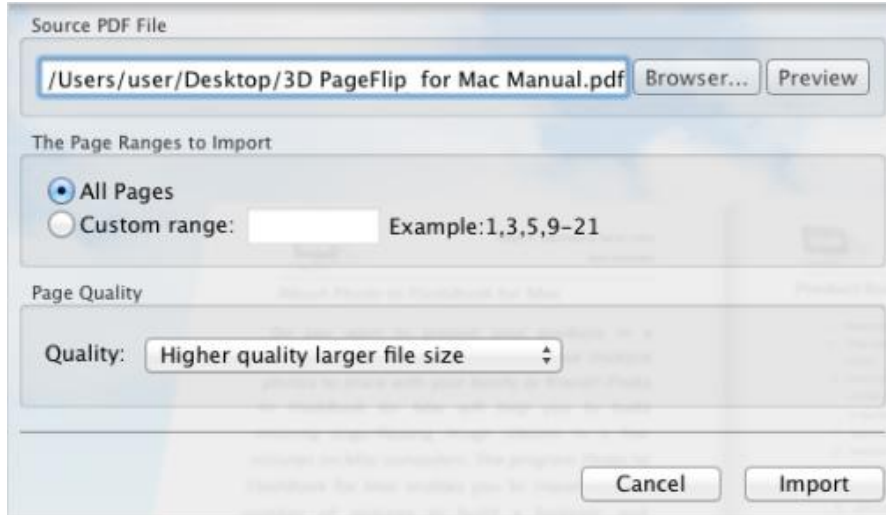 Source PDF File
/Users/user/Desktop/3D PageFlip  for Mac Manual.pdf Browser... Preview
The Page Ranges to Import
All Pages
Custom range: Example:1,3,5,9-21
Page Quality
Quality: Higher quality larger file size
Cancel Import